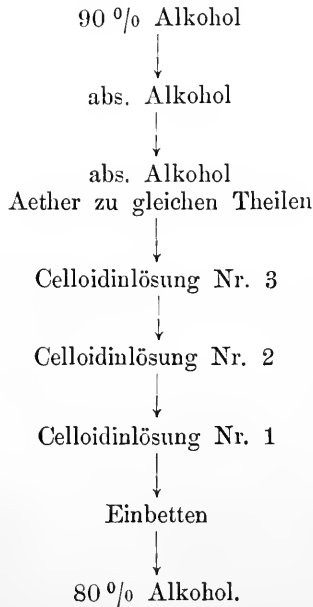 90 % Alkohol
abs. Alkohol
abs. Alkohol
Aether zu gleichen Theilen
Celloidinlösung Nr. 3
Celloidinlösung Nr. 2
Celloidinlösung Nr. 1
Einbetten
80 % Alkohol.